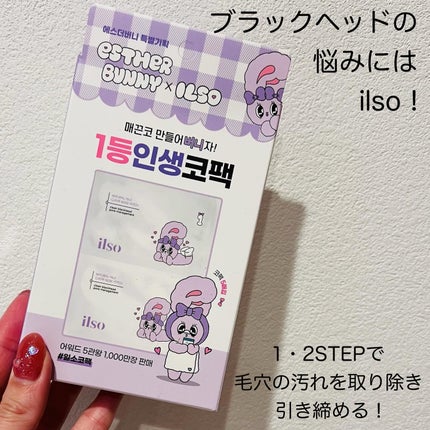 ブラックヘッドの
悩みには
ilso！
에스더버니 특별기획
ESTHER
BUNNY × ILSO
매끈코 만들어버니자!
1등인생코팩
ilso
ilso
어워드 5관왕 1,000만장 판매
#일소코팩
1・2STEPで
毛穴の汚れを取り除き
引き締める！